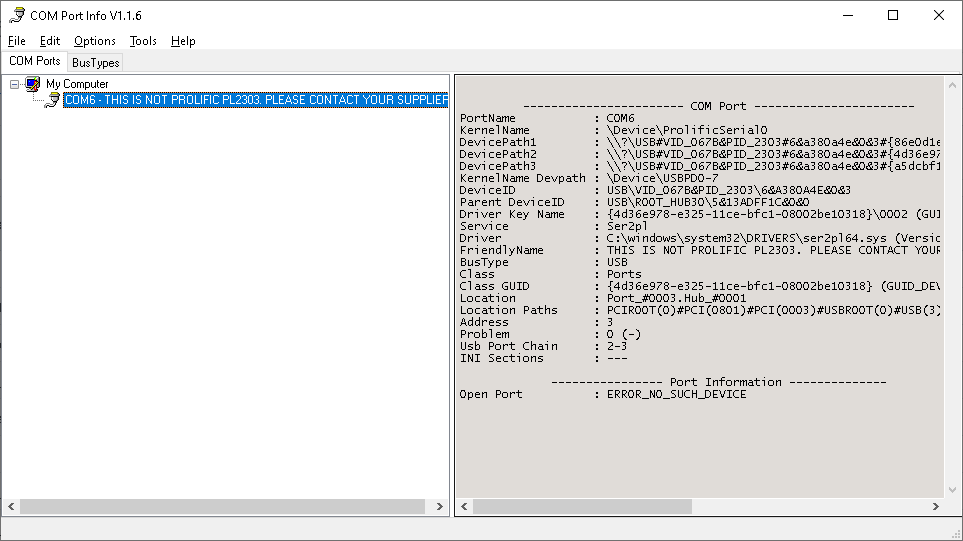 COM Port Info V1.1.6
File Edit Options Tools Help
COM Ports BusTypes
My Computer
COM6 - THIS IS NOT PROLIFIC PL2303. PLEASE CONTACT YOUR SUPPLIER
----------------------- COM Port -----------------------
PortName : COM6
KernelName : \Device\ProlificSerial0
DevicePath1 : \\?\USB#VID_067B&PID_2303#6&a380a4e&0&3#{86e0d1e
DevicePath2 : \\?\USB#VID_067B&PID_2303#6&a380a4e&0&3#{4d36e97
DevicePath3 : \\?\USB#VID_067B&PID_2303#6&a380a4e&0&3#{a5dcbf1
KernelName Devpath : \Device\USBPDO-7
DeviceID : USB\VID_067B&PID_2303\6&A380A4E&0&3
Parent DeviceID : USB\ROOT_HUB30\5&13ADFF1C&0&0
Driver Key Name : {4d36e978-e325-11ce-bfc1-08002be10318}\0002 (GUI
Service : Ser2pl
Driver : C:\windows\system32\DRIVERS\ser2pl64.sys (Versio
FriendlyName : THIS IS NOT PROLIFIC PL2303. PLEASE CONTACT YOUR
BusType : USB
Class : Ports
Class GUID : {4d36e978-e325-11ce-bfc1-08002be10318} (GUID_DEV
Location : Port_#0003.Hub_#0001
Location Paths : PCIROOT(0)#PCI(0801)#PCI(0003)#USBROOT(0)#USB(3)
Address : 3
Problem : 0 (-)
Usb Port Chain : 2-3
INI Sections : ---
---------------- Port Information --------------
Open Port : ERROR_NO_SUCH_DEVICE